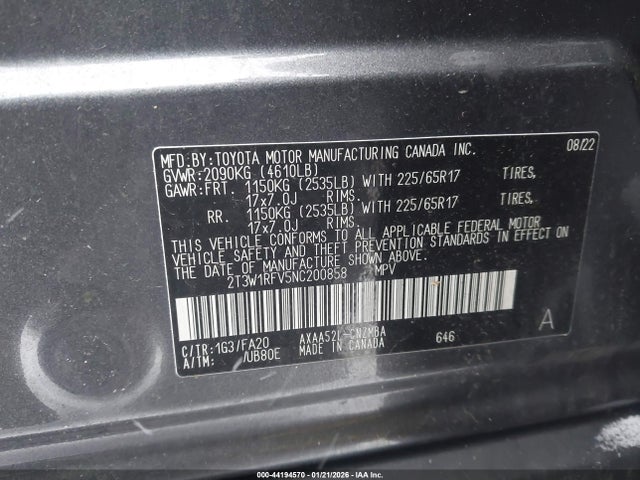 MFD.BY:TOYOTA MOTOR MANUFACTURING CANADA INC. 08/22
GVWR:2090KG (4610LB)
GAWR:FRT. 1150KG (2535LB) WITH 225/65R17 TIRES,
17x7.0J RIMS.
RR. 1150KG (2535LB) WITH 225/65R17 TIRES,
17x7.0J RIMS.
THIS VEHICLE CONFORMS TO ALL APPLICABLE FEDERAL MOTOR
VEHICLE SAFETY AND THEFT PREVENTION STANDARDS IN EFFECT ON
THE DATE OF MANUFACTURE SHOWN ABOVE.
2T3W1RFV5NC200858 MPV
C/TR:1G3/FA20 AXAA52L-CNZMBA 646 A
A/TM: /UB80E MADE IN CANADA
000-44194570 - 01/21/2026 - IAA Inc.